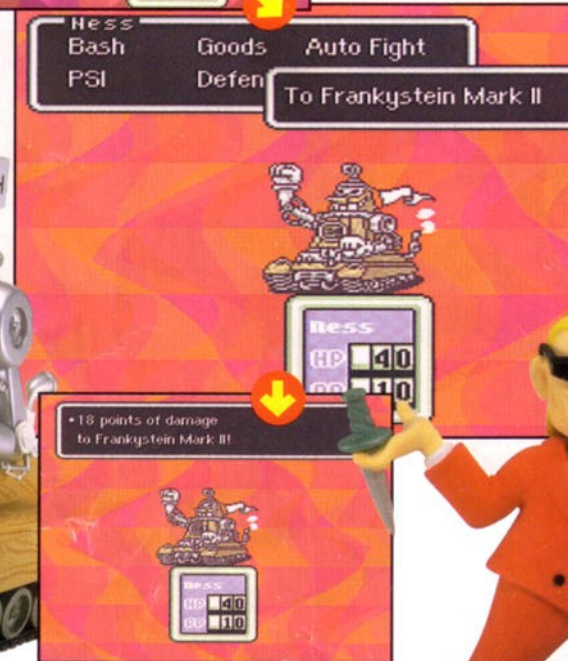 Ness
Bash Goods Auto Fight
PSI Defen
To Frankystein Mark II
Ness
HP 40
PP 10
•18 points of damage
to Frankystein Mark II!
Ness
HP 40
PP 10